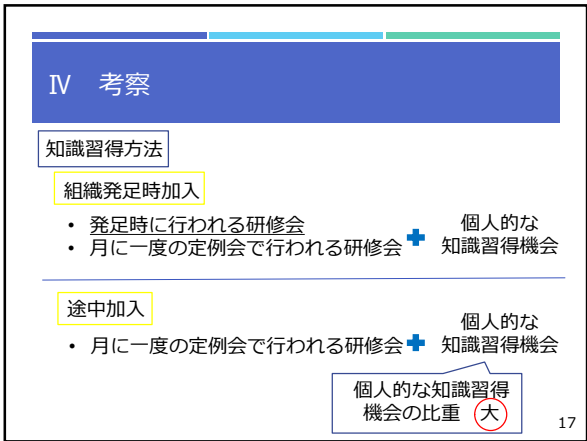 Ⅳ　考察
知識習得方法
組織発足時加入
• 発足時に行われる研修会
• 月に一度の定例会で行われる研修会
個人的な
知識習得機会
途中加入
• 月に一度の定例会で行われる研修会
個人的な
知識習得機会
個人的な知識習得
機会の比重　大
17